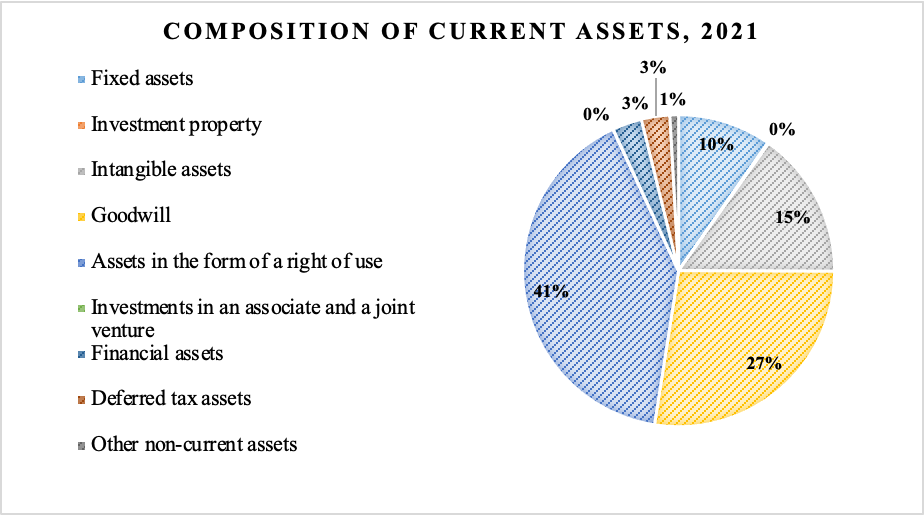 COMPOSITION OF CURRENT ASSETS, 2021
Fixed assets
Investment property
Intangible assets
Goodwill
Assets in the form of a right of use
Investments in an associate and a joint
venture
Financial assets
Deferred tax assets
Other non-current assets
3%
0%
3%
1%
10%
0%
15%
41%
27%